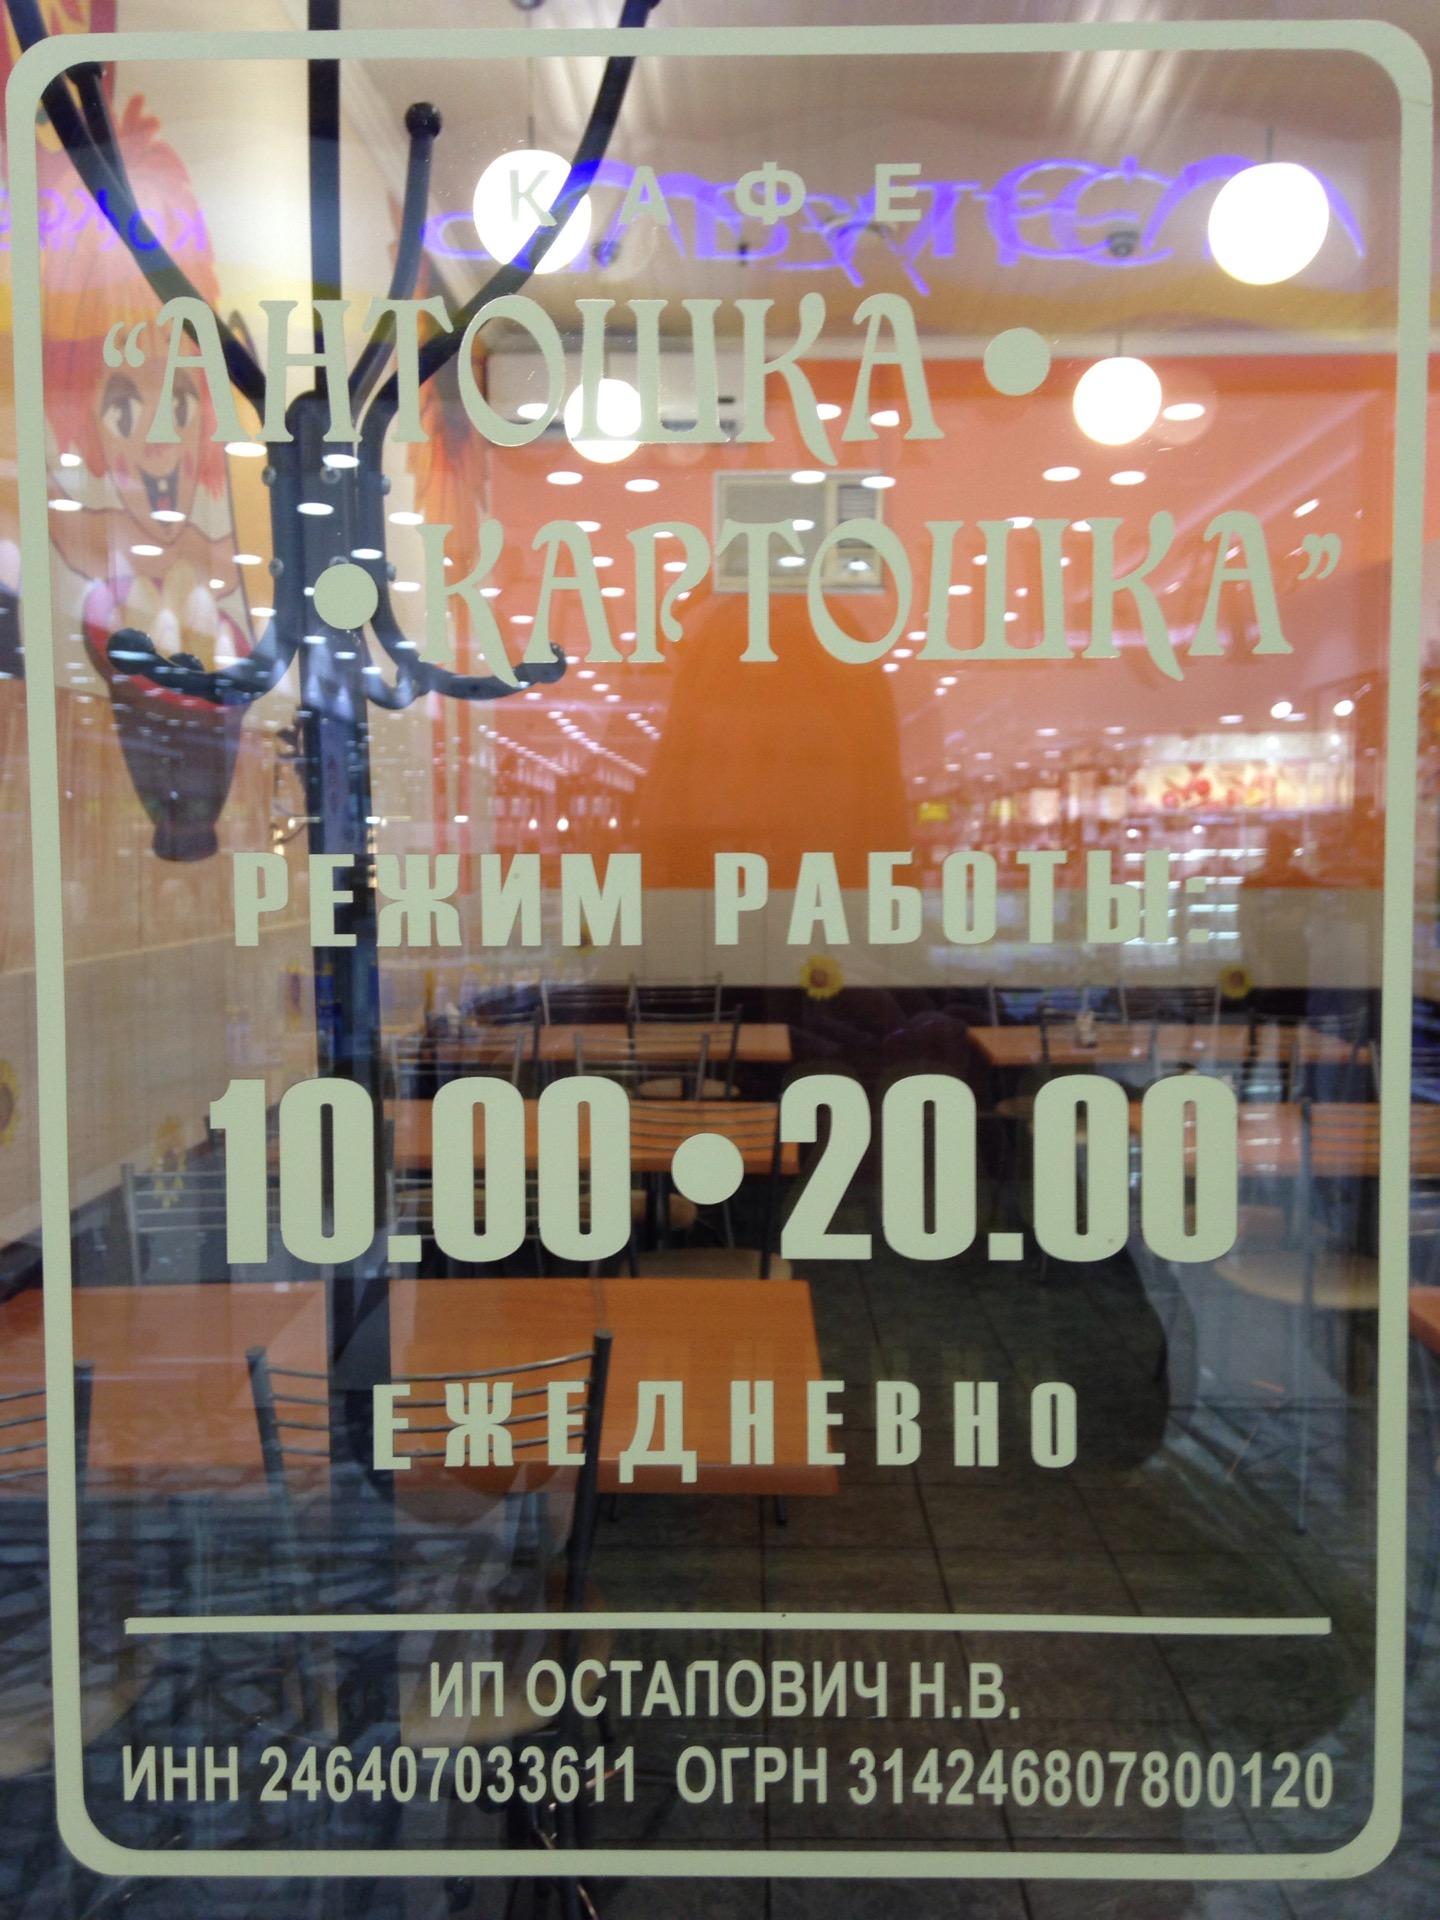 КАФЕ
“АНТОШКА •
• КАРТОШКА”
РЕЖИМ РАБОТЫ:
10.00 • 20.00
ЕЖЕДНЕВНО
ИП ОСТАПОВИЧ Н.В.
ИНН 246407033611 ОГРН 314246807800120